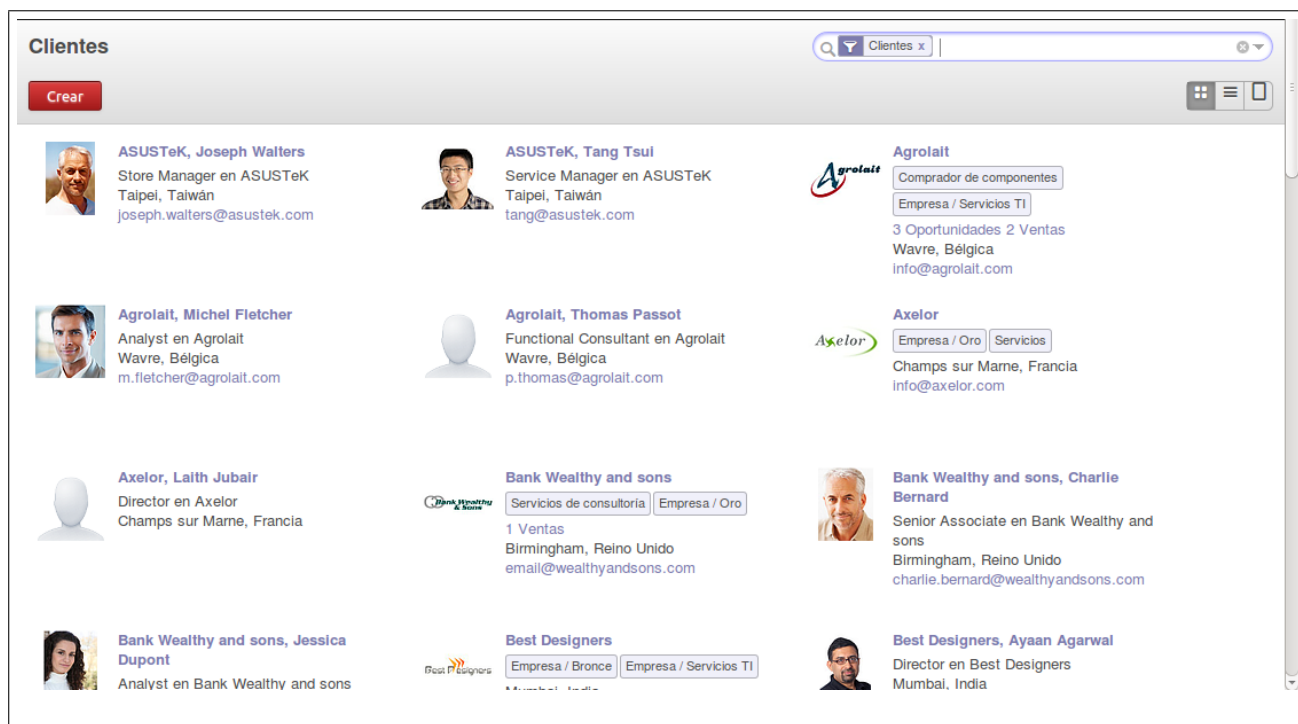 Clientes
Clientes x
Crear
ASUSTeK, Joseph Walters
Store Manager en ASUSTeK
Taipei, Taiwán
joseph.walters@asustek.com
ASUSTeK, Tang Tsui
Service Manager en ASUSTeK
Taipei, Taiwán
tang@asustek.com
Agrolait
Agrolait
Comprador de componentes
Empresa / Servicios TI
3 Oportunidades 2 Ventas
Wavre, Bélgica
info@agrolait.com
Agrolait, Michel Fletcher
Analyst en Agrolait
Wavre, Bélgica
m.fletcher@agrolait.com
Agrolait, Thomas Passot
Functional Consultant en Agrolait
Wavre, Bélgica
p.thomas@agrolait.com
Axelor
Axelor
Empresa / Oro Servicios
Champs sur Marne, Francia
info@axelor.com
Axelor, Laith Jubair
Director en Axelor
Champs sur Marne, Francia
Bank Wealthy
& Sons
Bank Wealthy and sons
Servicios de consultoría Empresa / Oro
1 Ventas
Birmingham, Reino Unido
email@wealthyandsons.com
Bank Wealthy and sons, Charlie
Bernard
Senior Associate en Bank Wealthy and
sons
Birmingham, Reino Unido
charlie.bernard@wealthyandsons.com
Bank Wealthy and sons, Jessica
Dupont
Analyst en Bank Wealthy and sons
Best Designers
Best Designers
Empresa / Bronce Empresa / Servicios TI
Mumbai, India
Best Designers, Ayaan Agarwal
Director en Best Designers
Mumbai, India